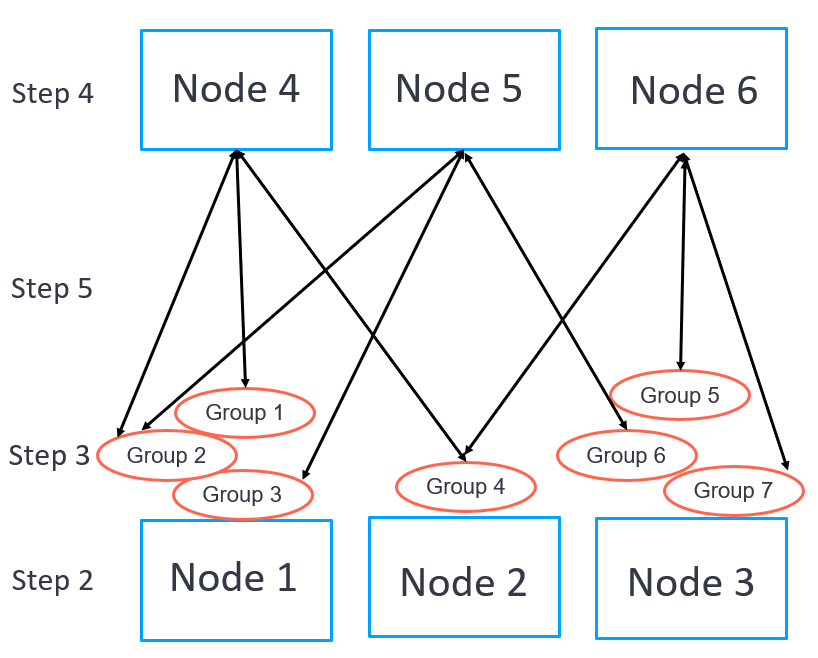 Step 4
Node 4
Node 5
Node 6
Step 5
Group 1
Group 5
Step 3
Group 2
Group 6
Group 3
Group 4
Group 7
Step 2
Node 1
Node 2
Node 3